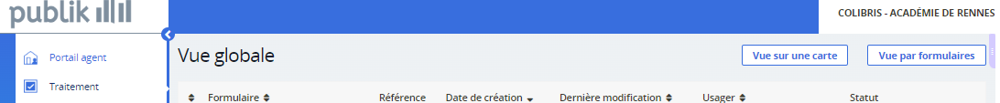 publik
COLIBRIS - ACADÉMIE DE RENNES
Portail agent
Traitement
Vue globale
Vue sur une carte
Vue par formulaires
Formulaire Référence Date de création Dernière modification Usager Statut